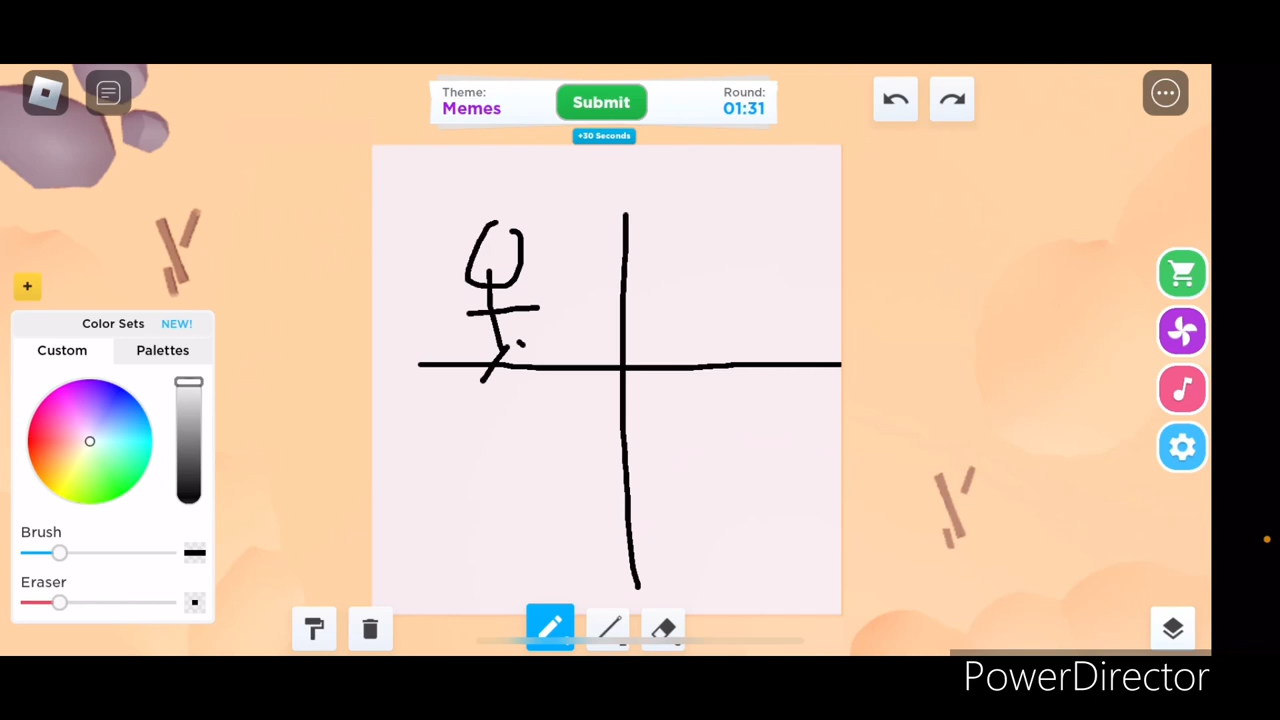 Theme:
Memes
Submit
Round:
01:31
+30 Seconds
+
Color Sets NEW!
Custom Palettes
Brush
Eraser
PowerDirector